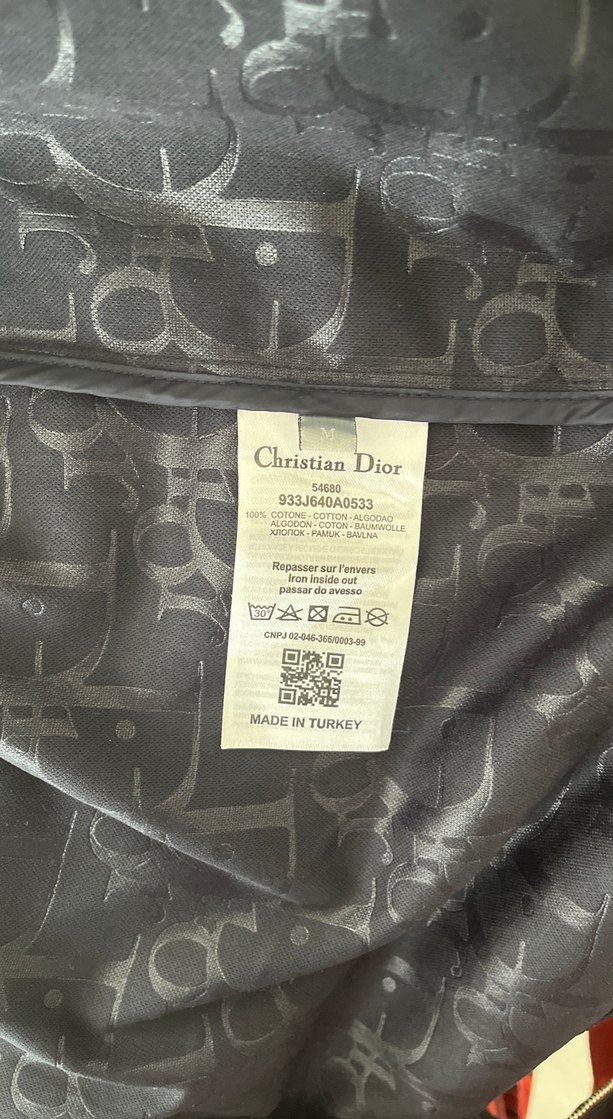 M
Christian Dior
54680
933J640A0533
100% COTONE - COTTON - ALGODAO
ALGODON - COTON - BAUMWOLLE
ХЛОПОК - PAMUK - BAVLNA
Repasser sur l'envers
Iron inside out
passar do avesso
30°
CNPJ 02-046-366/0003-99
MADE IN TURKEY